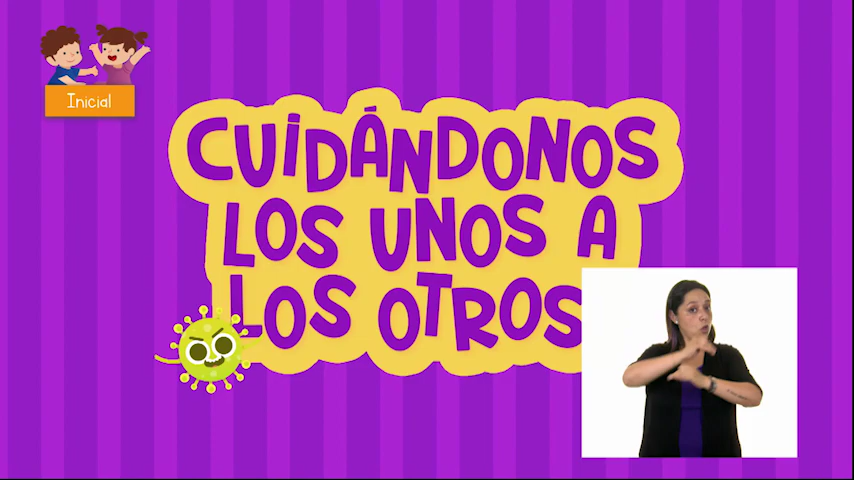 Inicial
CUIDÁNDONOS
LOS UNOS A
LOS OTROS